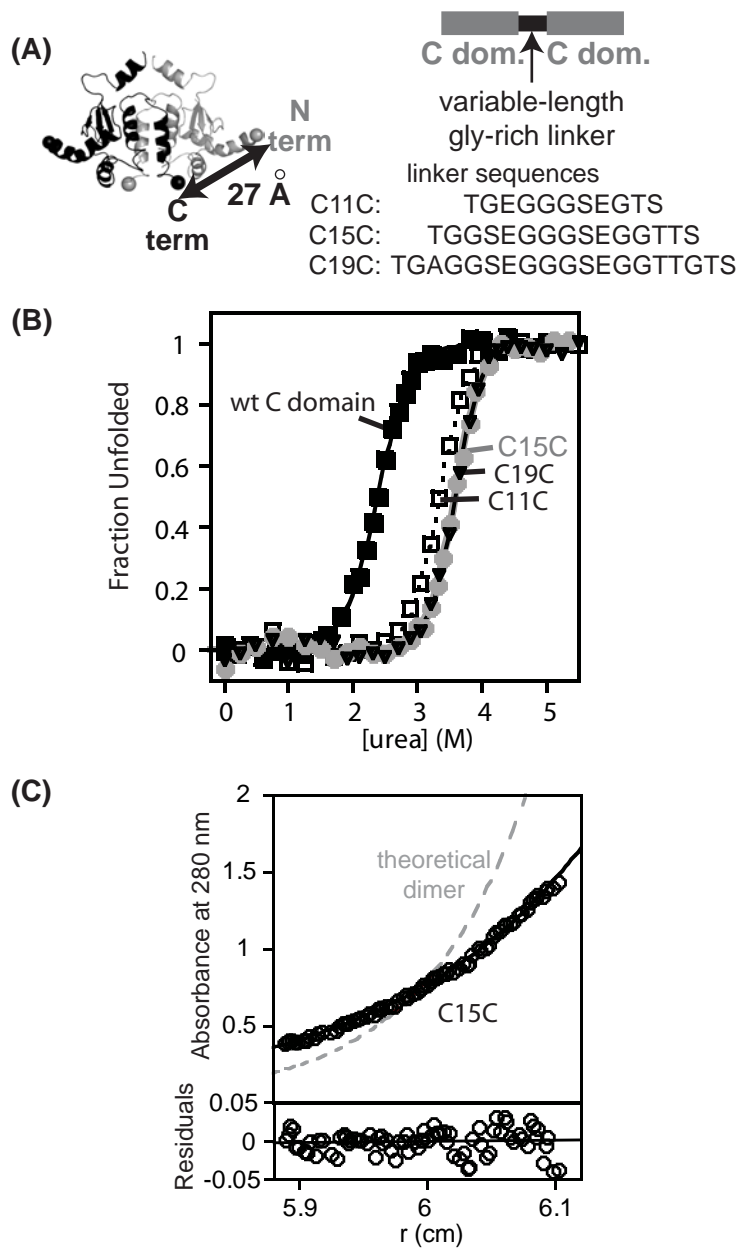 (A)
C dom. C dom.
variable-length
gly-rich linker
N
term
27 Å
C
term
linker sequences
C11C: TGEGGGSEGTS
C15C: TGGSEGGGSEGGTTS
C19C: TGAGGSEGGGSEGGTTGTS
(B)
Fraction Unfolded
1
0.8
0.6
0.4
0.2
0
wt C domain
C15C
C19C
C11C
0 1 2 3 4 5
[urea] (M)
(C)
Absorbance at 280 nm
2
1.5
1
0.5
theoretical
dimer
C15C
Residuals
0.05
0
-0.05
5.9 6 6.1
r (cm)